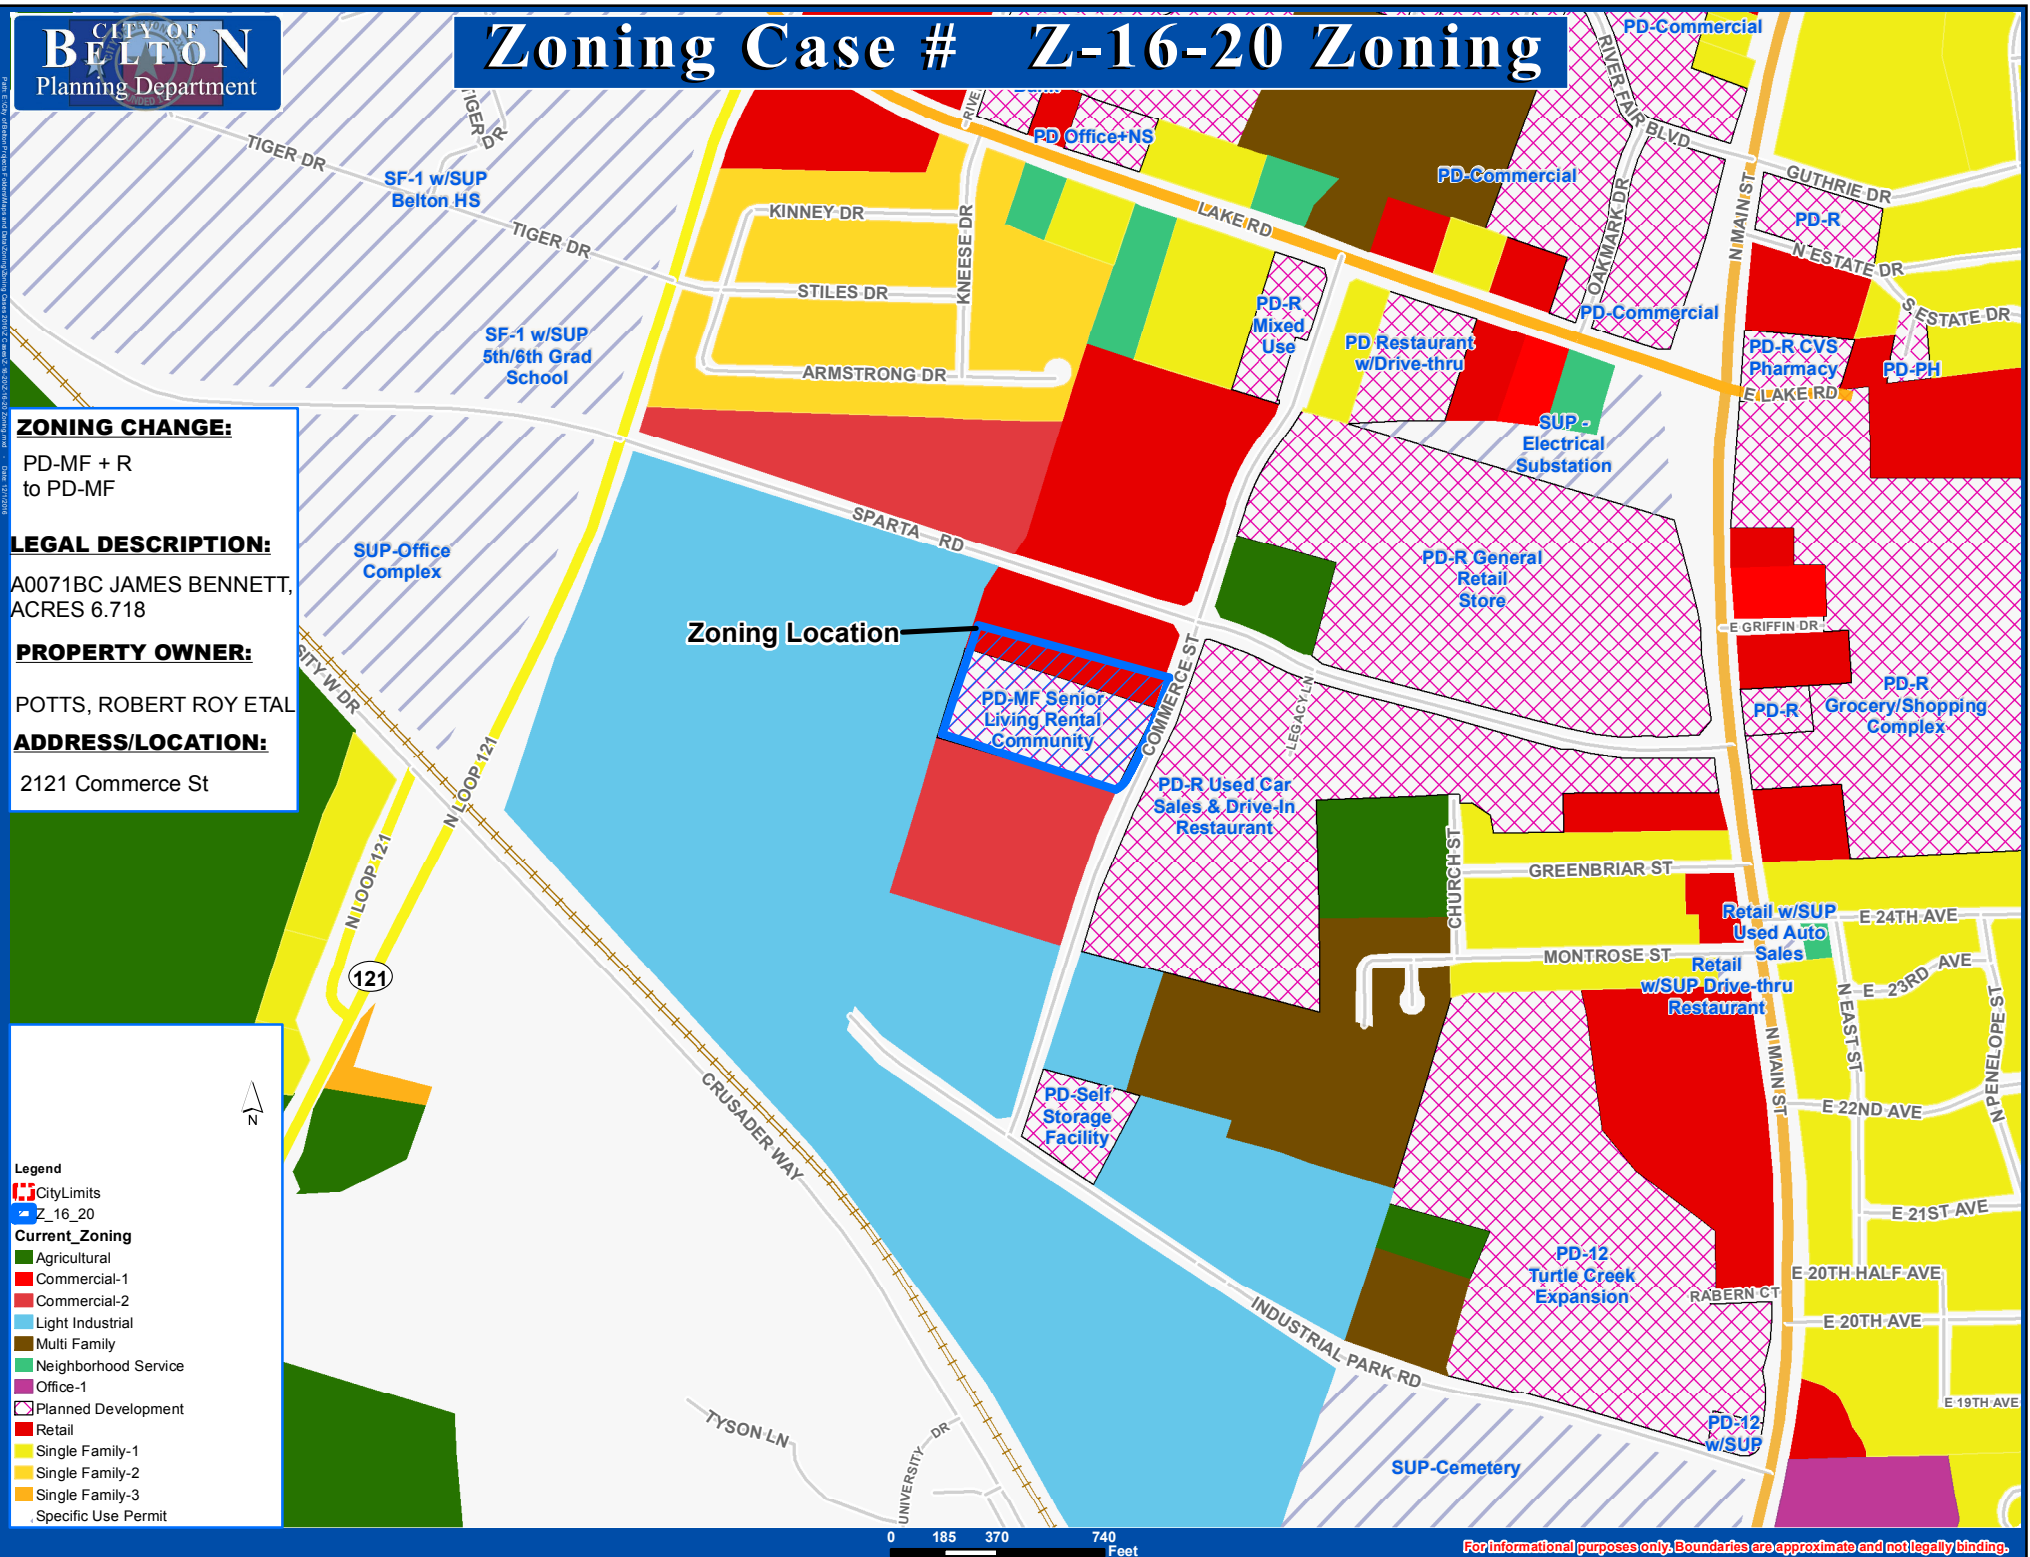 CITY OF
BELTON
Planning Department
Zoning Case #   Z-16-20 Zoning
ZONING CHANGE:
PD-MF + R
to PD-MF
LEGAL DESCRIPTION:
A0071BC JAMES BENNETT,
ACRES 6.718
PROPERTY OWNER:
POTTS, ROBERT ROY ETAL
ADDRESS/LOCATION:
2121 Commerce St
N
Legend
CityLimits
Z_16_20
Current_Zoning
Agricultural
Commercial-1
Commercial-2
Light Industrial
Multi Family
Neighborhood Service
Office-1
Planned Development
Retail
Single Family-1
Single Family-2
Single Family-3
Specific Use Permit
TIGER DR
TIGER DR
TIGER DR
SF-1 w/SUP
Belton HS
SF-1 w/SUP
5th/6th Grad
School
SUP-Office
Complex
KINNEY DR
STILES DR
ARMSTRONG DR
KNEESE DR
PD Office+NS
LAKE RD
PD-Commercial
PD-Commercial
PD-Commercial
RIVER FAIR BLVD
OAKMARK DR
N MAIN ST
GUTHRIE DR
PD-R
N ESTATE DR
S ESTATE DR
PD-R CVS
Pharmacy
PD-PH
E LAKE RD
PD-R
Mixed
Use
PD Restaurant
w/Drive-thru
SUP -
Electrical
Substation
SPARTA RD
PD-R General
Retail
Store
Zoning Location
PD-MF Senior
Living Rental
Community
COMMERCE ST
LEGACY LN
E GRIFFIN DR
PD-R
PD-R
Grocery/Shopping
Complex
PD-R Used Car
Sales & Drive-In
Restaurant
SITY W DR
N LOOP 121
N LOOP 121
121
CHURCH ST
GREENBRIAR ST
MONTROSE ST
Retail w/SUP
Used Auto
Sales
Retail
w/SUP Drive-thru
Restaurant
E 24TH AVE
E 23RD AVE
N EAST ST
N PENELOPE ST
N MAIN ST
E 22ND AVE
E 21ST AVE
E 20TH HALF AVE
RABERN CT
E 20TH AVE
E 19TH AVE
PD-Self
Storage
Facility
CRUSADER WAY
INDUSTRIAL PARK RD
PD-12
Turtle Creek
Expansion
PD-12
w/SUP
SUP-Cemetery
TYSON LN
UNIVERSITY DR
0 185 370 740
Feet
For informational purposes only. Boundaries are approximate and not legally binding.